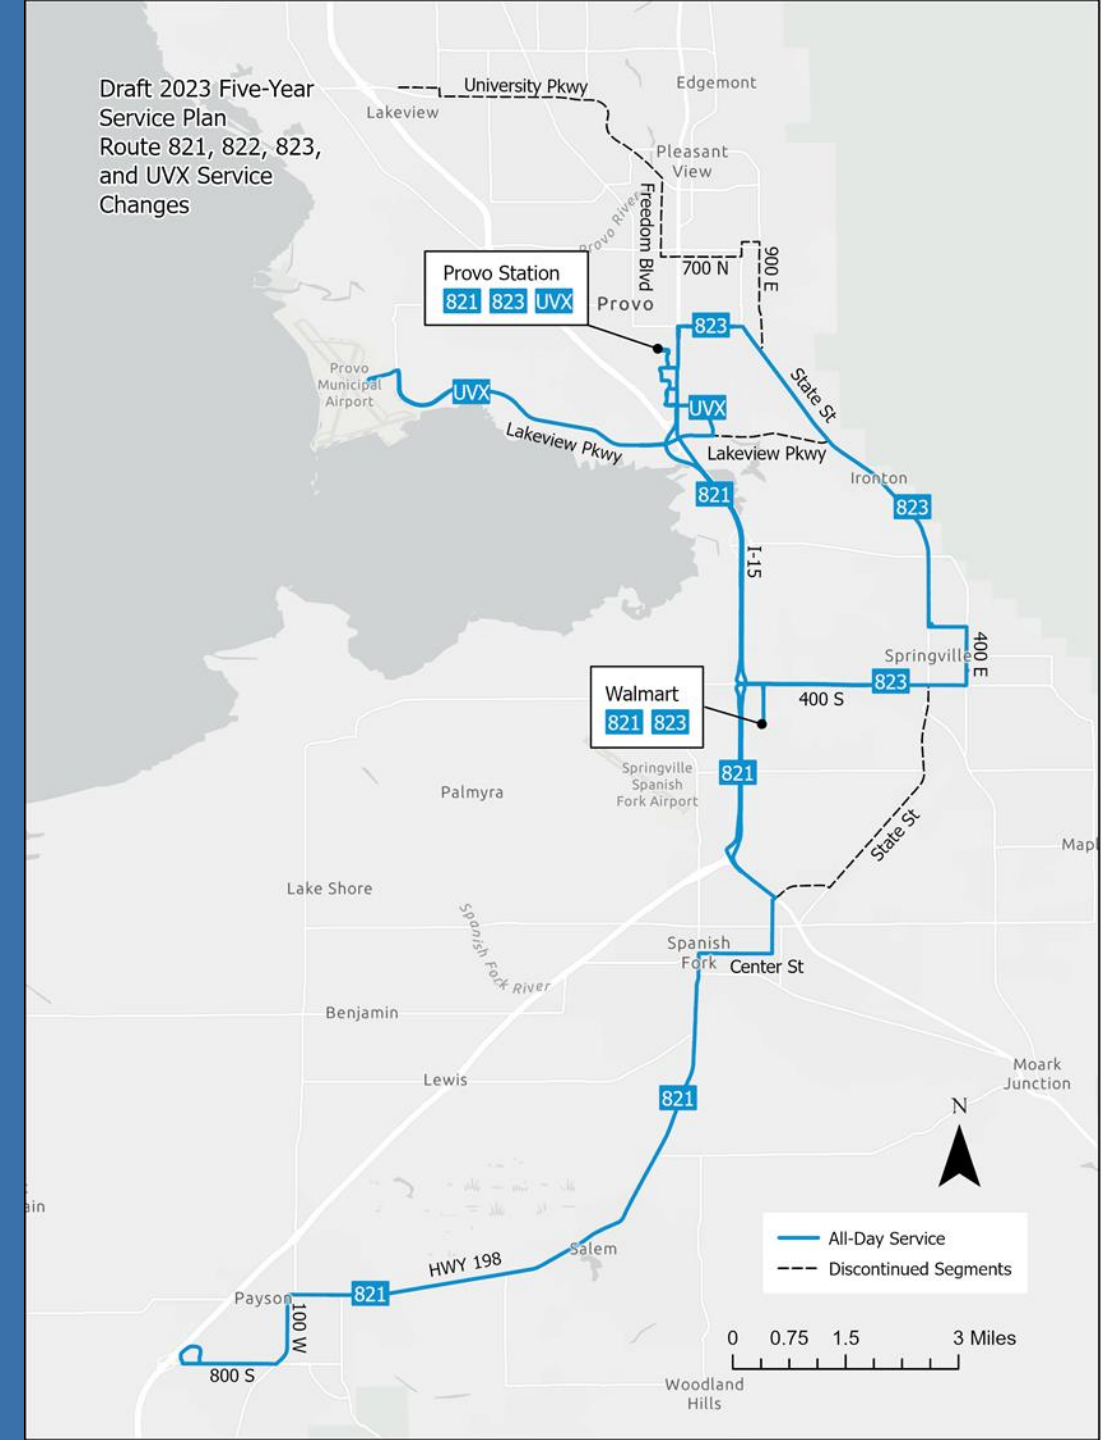 Draft 2023 Five-Year
Service Plan
Route 821, 822, 823,
and UVX Service
Changes
University Pkwy
Edgemont
Lakeview
Pleasant
View
Freedom Blvd
Provo River
700 N
900 E
Provo Station
821 823 UVX
Provo
823
State St
Provo
Municipal
Airport
UVX
UVX
Lakeview Pkwy
Lakeview Pkwy
Ironton
821
823
I-15
400 E
Springville
Walmart
821 823
823
400 S
821
Springville
Spanish
Fork Airport
Palmyra
State St
Mapl
Lake Shore
Spanish Fork River
Spanish
Fork
Center St
Benjamin
Lewis
Moark
Junction
821
N
ain
Salem
HWY 198
All-Day Service
Discontinued Segments
Payson
821
100 W
800 S
0 0.75 1.5 3 Miles
Woodland
Hills